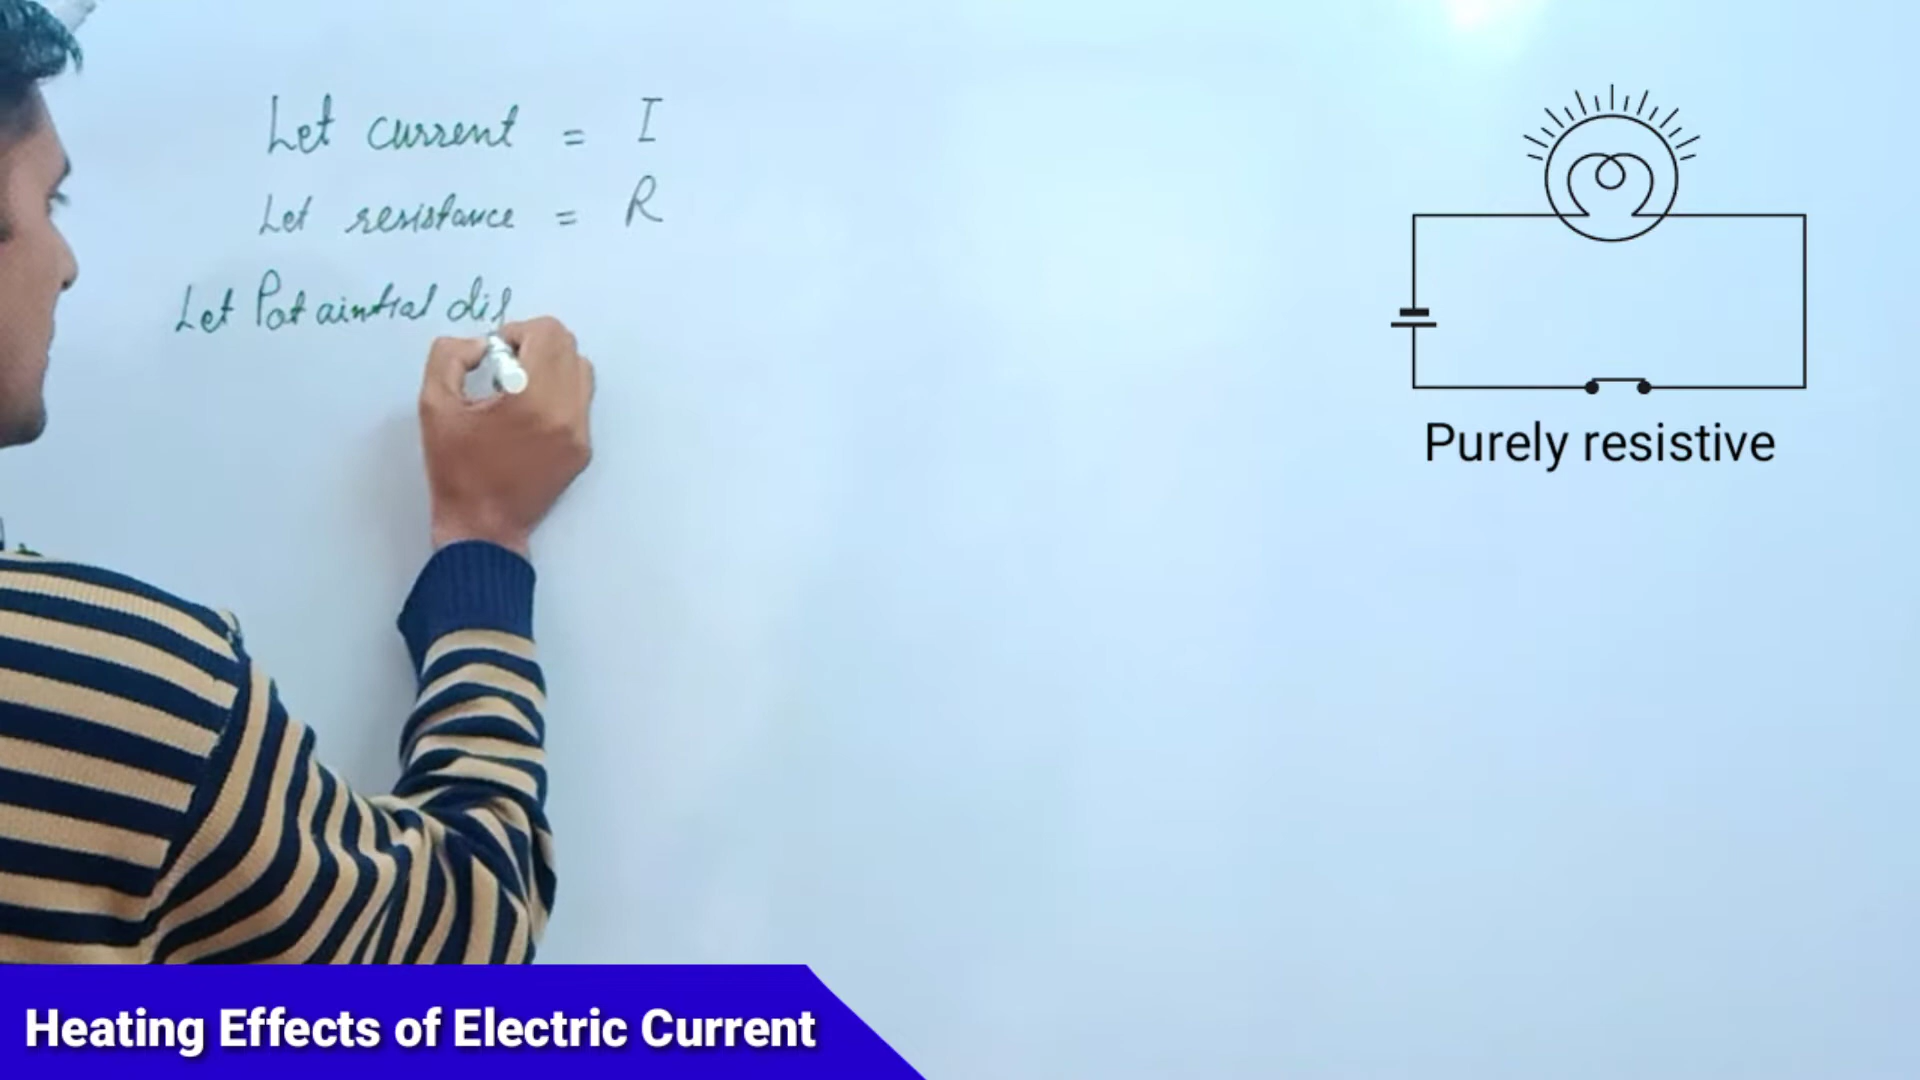 Let current = I
Let resistance = R
Let Potaintial dif
Purely resistive
Heating Effects of Electric Current